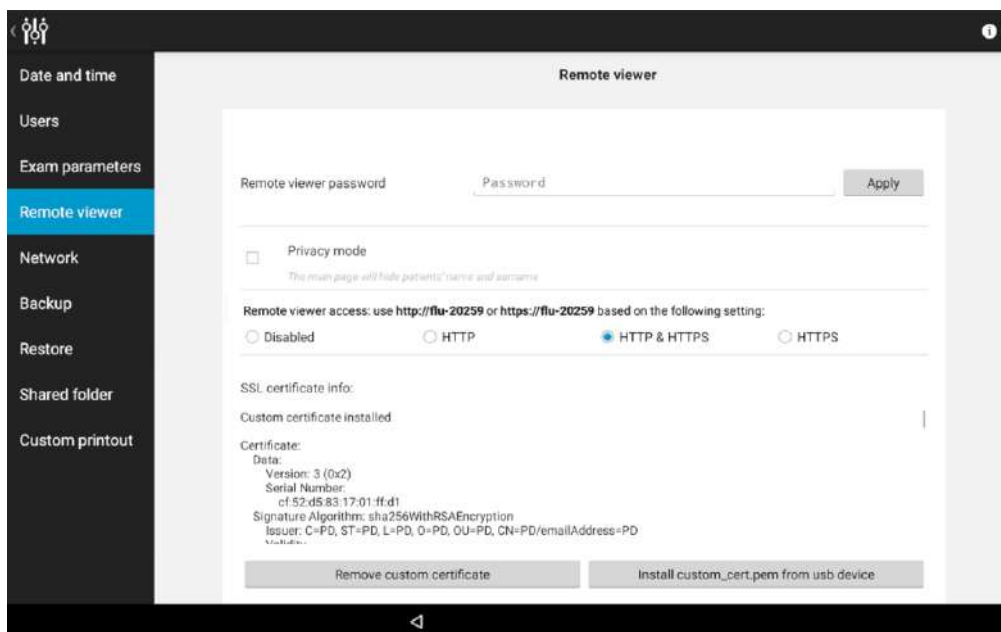 Date and time
Users
Exam parameters
Remote viewer
Network
Backup
Restore
Shared folder
Custom printout
Remote viewer
Remote viewer password Password Apply
Privacy mode
The main page will hide patients' name and surname
Remote viewer access: use http://flu-20259 or https://flu-20259 based on the following setting:
Disabled HTTP HTTP & HTTPS HTTPS
SSL certificate info:
Custom certificate installed
Certificate:
Data:
Version: 3 (0x2)
Serial Number:
cf:52:d5:83:17:01:ff:d1
Signature Algorithm: sha256WithRSAEncryption
Issuer: C=PD, ST=PD, L=PD, O=PD, OU=PD, CN=PD/emailAddress=PD
Remove custom certificate Install custom_cert.pem from usb device